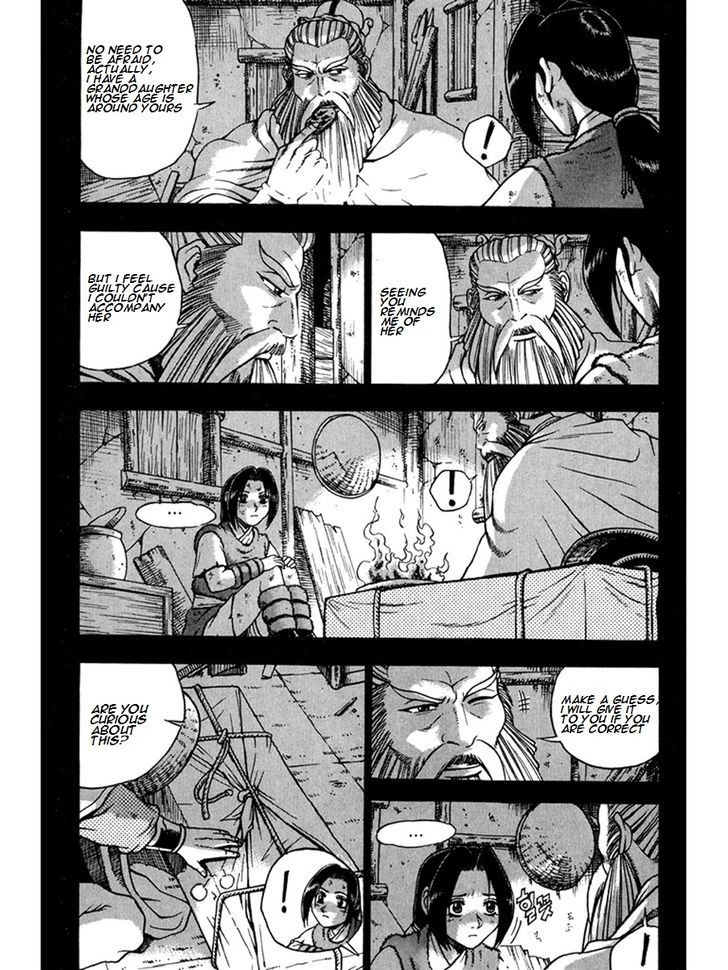 NO NEED TO
BE AFRAID,
ACTUALLY,
I HAVE A
GRANDDAUGHTER
WHOSE AGE IS
AROUND YOURS
!
BUT I FEEL
GUILTY CAUSE
I COULDN'T
ACCOMPANY
HER
SEEING
YOU
REMINDS
ME OF
HER
...
!
ARE YOU
CURIOUS
ABOUT
THIS?
!
MAKE A GUESS,
I WILL GIVE IT
TO YOU IF YOU
ARE CORRECT
...
힐끗
!